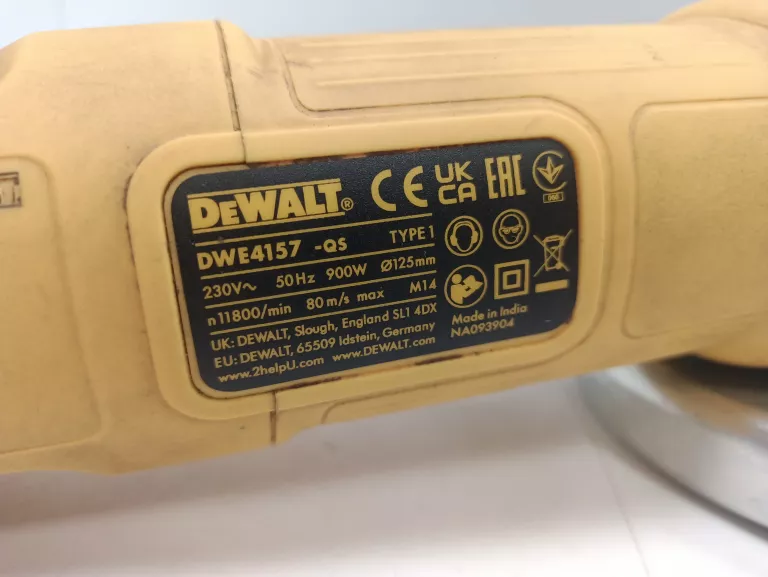 DEWALT®
CE UK CA EAC
DWE4157 -QS TYPE 1
230V~ 50Hz 900W Ø125mm
n11800/min 80m/s max M14
UK: DEWALT, Slough, England SL1 4DX
EU: DEWALT, 65509 Idstein, Germany
www.2helpU.com www.DEWALT.com
Made in India
NA093904